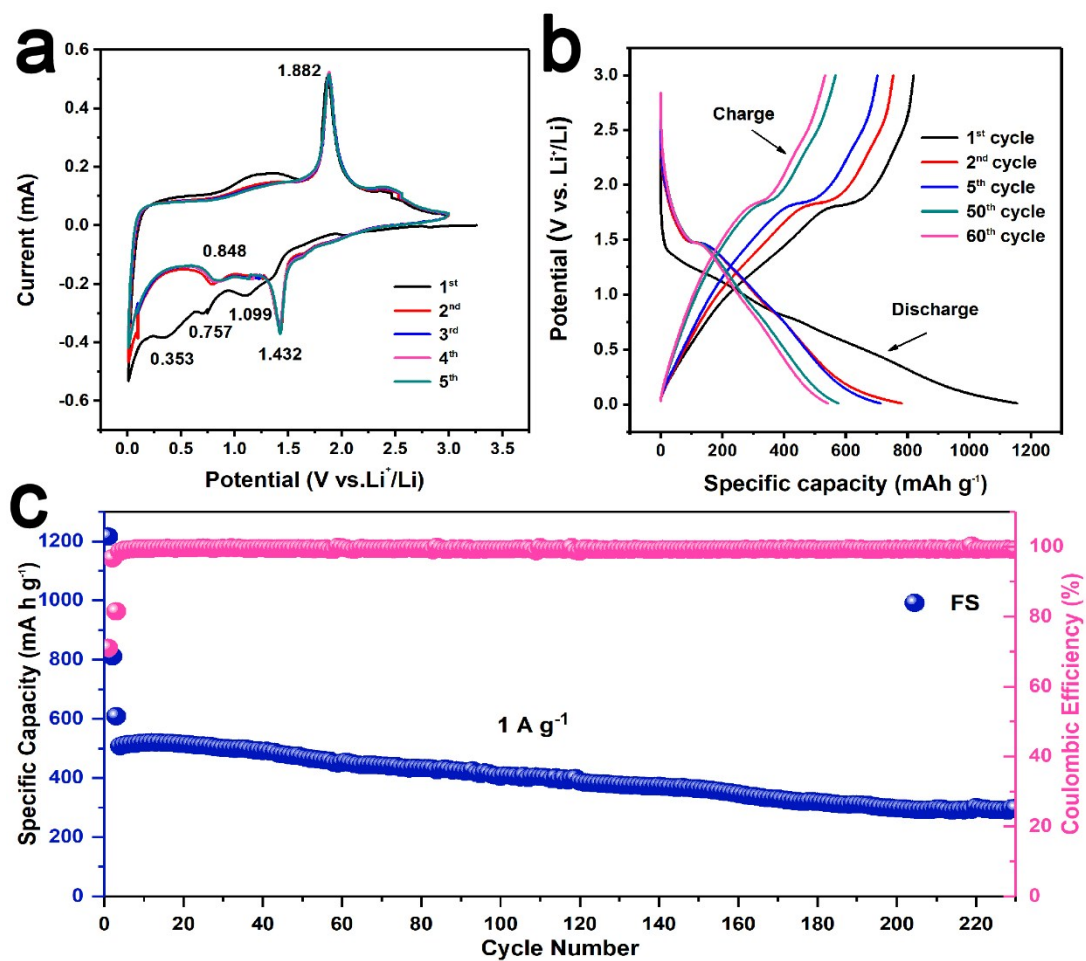 a
0.6
0.4
0.2
0.0
-0.2
-0.4
-0.6
Current (mA)
1.882
0.848
1.099
0.757
0.353
1.432
1st
2nd
3rd
4th
5th
0.0 0.5 1.0 1.5 2.0 2.5 3.0 3.5
Potential (V vs.Li+/Li)
b
3.0
2.5
2.0
1.5
1.0
0.5
0.0
Potential (V vs. Li+/Li)
Charge
Discharge
1st cycle
2nd cycle
5th cycle
50th cycle
60th cycle
0 200 400 600 800 1000 1200
Specific capacity (mAh g-1)
c
1200
1000
800
600
400
200
0
Specific Capacity (mA h g-1)
FS
1 A g-1
100
80
60
40
20
0
Coulombic Efficiency (%)
0 20 40 60 80 100 120 140 160 180 200 220
Cycle Number